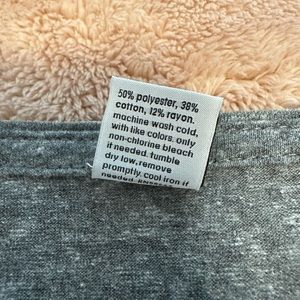 50% polyester, 38%
cotton, 12% rayon.
machine wash cold,
with like colors. only
non-chlorine bleach
if needed. tumble
dry low. remove
promptly. cool iron if
needed.